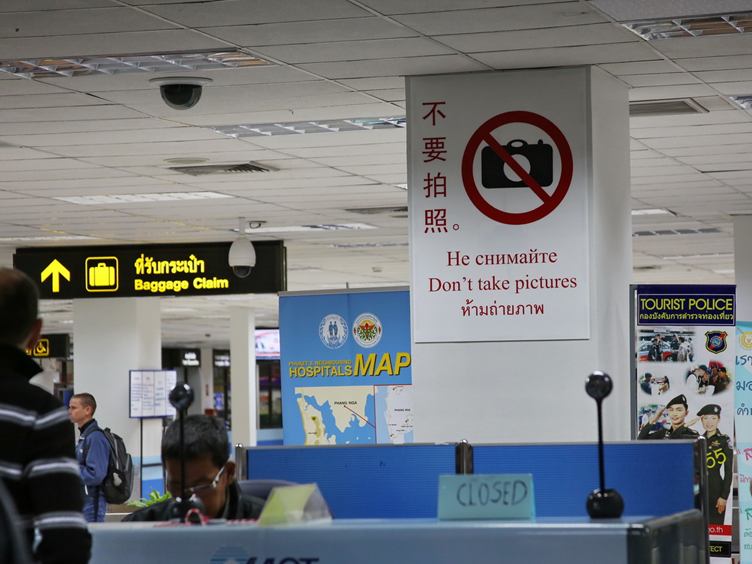 不要拍照。
Не снимайте
Don't take pictures
ห้ามถ่ายภาพ
ที่รับกระเป๋า
Baggage Claim
HOSPITALS
MAP
PHANG NGA
TOURIST POLICE
กองบังคับการตำรวจท่องเที่ยว
CLOSED